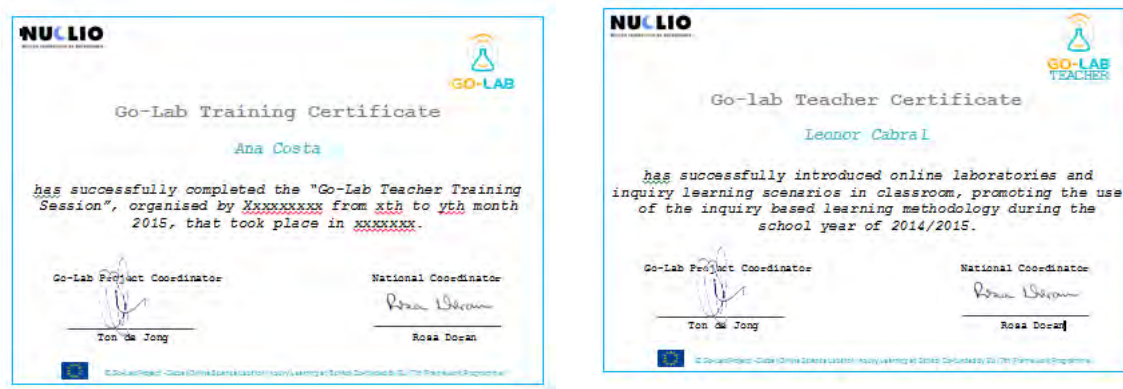 NUCLIO
GO-LAB
Go-Lab Training Certificate
Ana Costa
has successfully completed the "Go-Lab Teacher Training
Session", organised by Xxxxxxxxx from xth to yth month
2015, that took place in xxxxxxx.
Go-Lab Project Coordinator
National Coordinator
Rosa Doran
Ton de Jong
Rosa Doran
NUCLIO
GO-LAB
TEACHER
Go-lab Teacher Certificate
Leonor Cabral
has successfully introduced online laboratories and
inquiry learning scenarios in classroom, promoting the use
of the inquiry based learning methodology during the
school year of 2014/2015.
Go-Lab Project Coordinator
National Coordinator
Rosa Doran
Ton de Jong
Rosa Doran